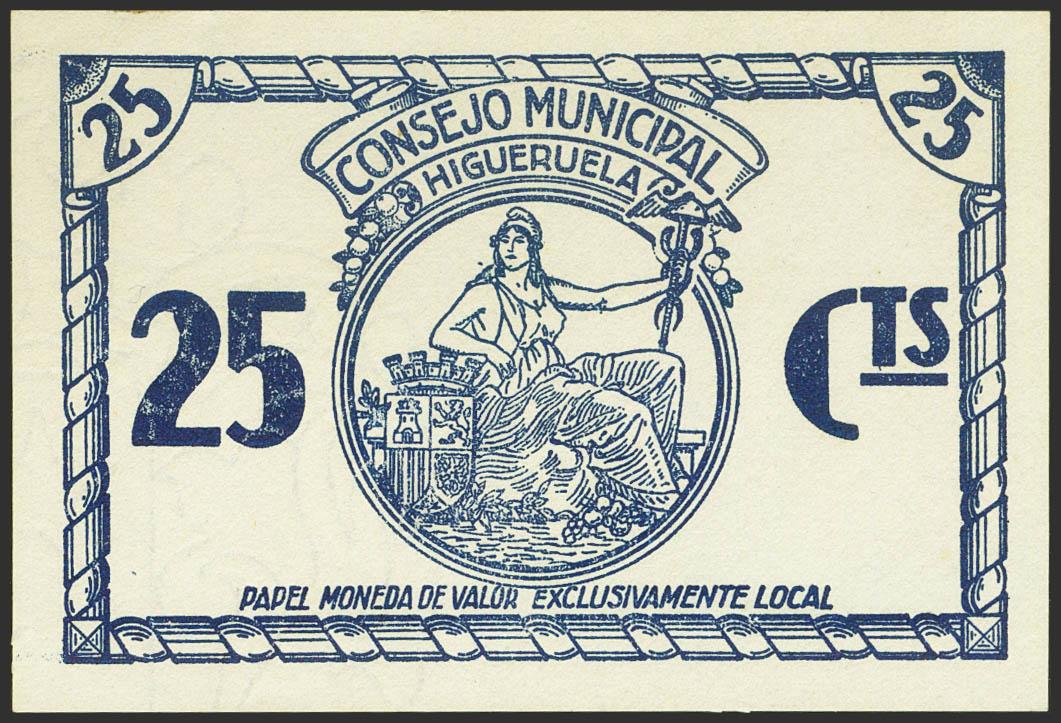 25
25
CONSEJO MUNICIPAL
HIGUERUELA
25 CTS
PAPEL MONEDA DE VALOR EXCLUSIVAMENTE LOCAL